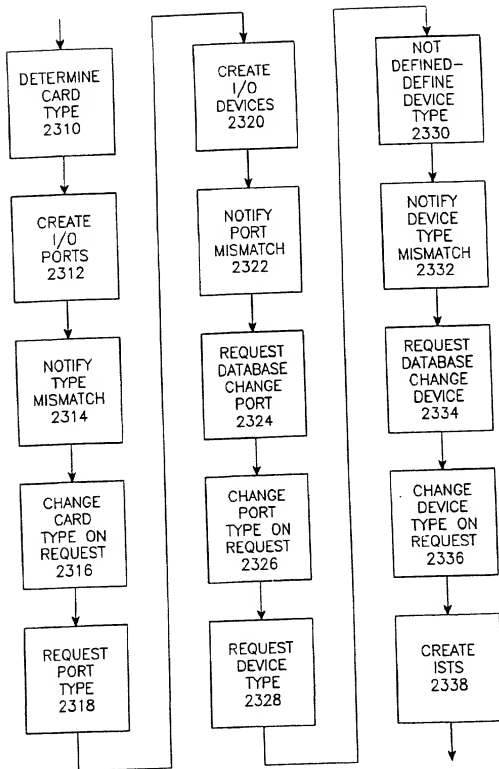 DETERMINE
CARD
TYPE
2310
CREATE
I/O
PORTS
2312
NOTIFY
TYPE
MISMATCH
2314
CHANGE
CARD
TYPE ON
REQUEST
2316
REQUEST
PORT
TYPE
2318
CREATE
I/O
DEVICES
2320
NOTIFY
PORT
MISMATCH
2322
REQUEST
DATABASE
CHANGE
PORT
2324
CHANGE
PORT
TYPE ON
REQUEST
2326
REQUEST
DEVICE
TYPE
2328
NOT
DEFINED–
DEFINE
DEVICE
TYPE
2330
NOTIFY
DEVICE
TYPE
MISMATCH
2332
REQUEST
DATABASE
CHANGE
DEVICE
2334
CHANGE
DEVICE
TYPE ON
REQUEST
2336
CREATE
ISTS
2338